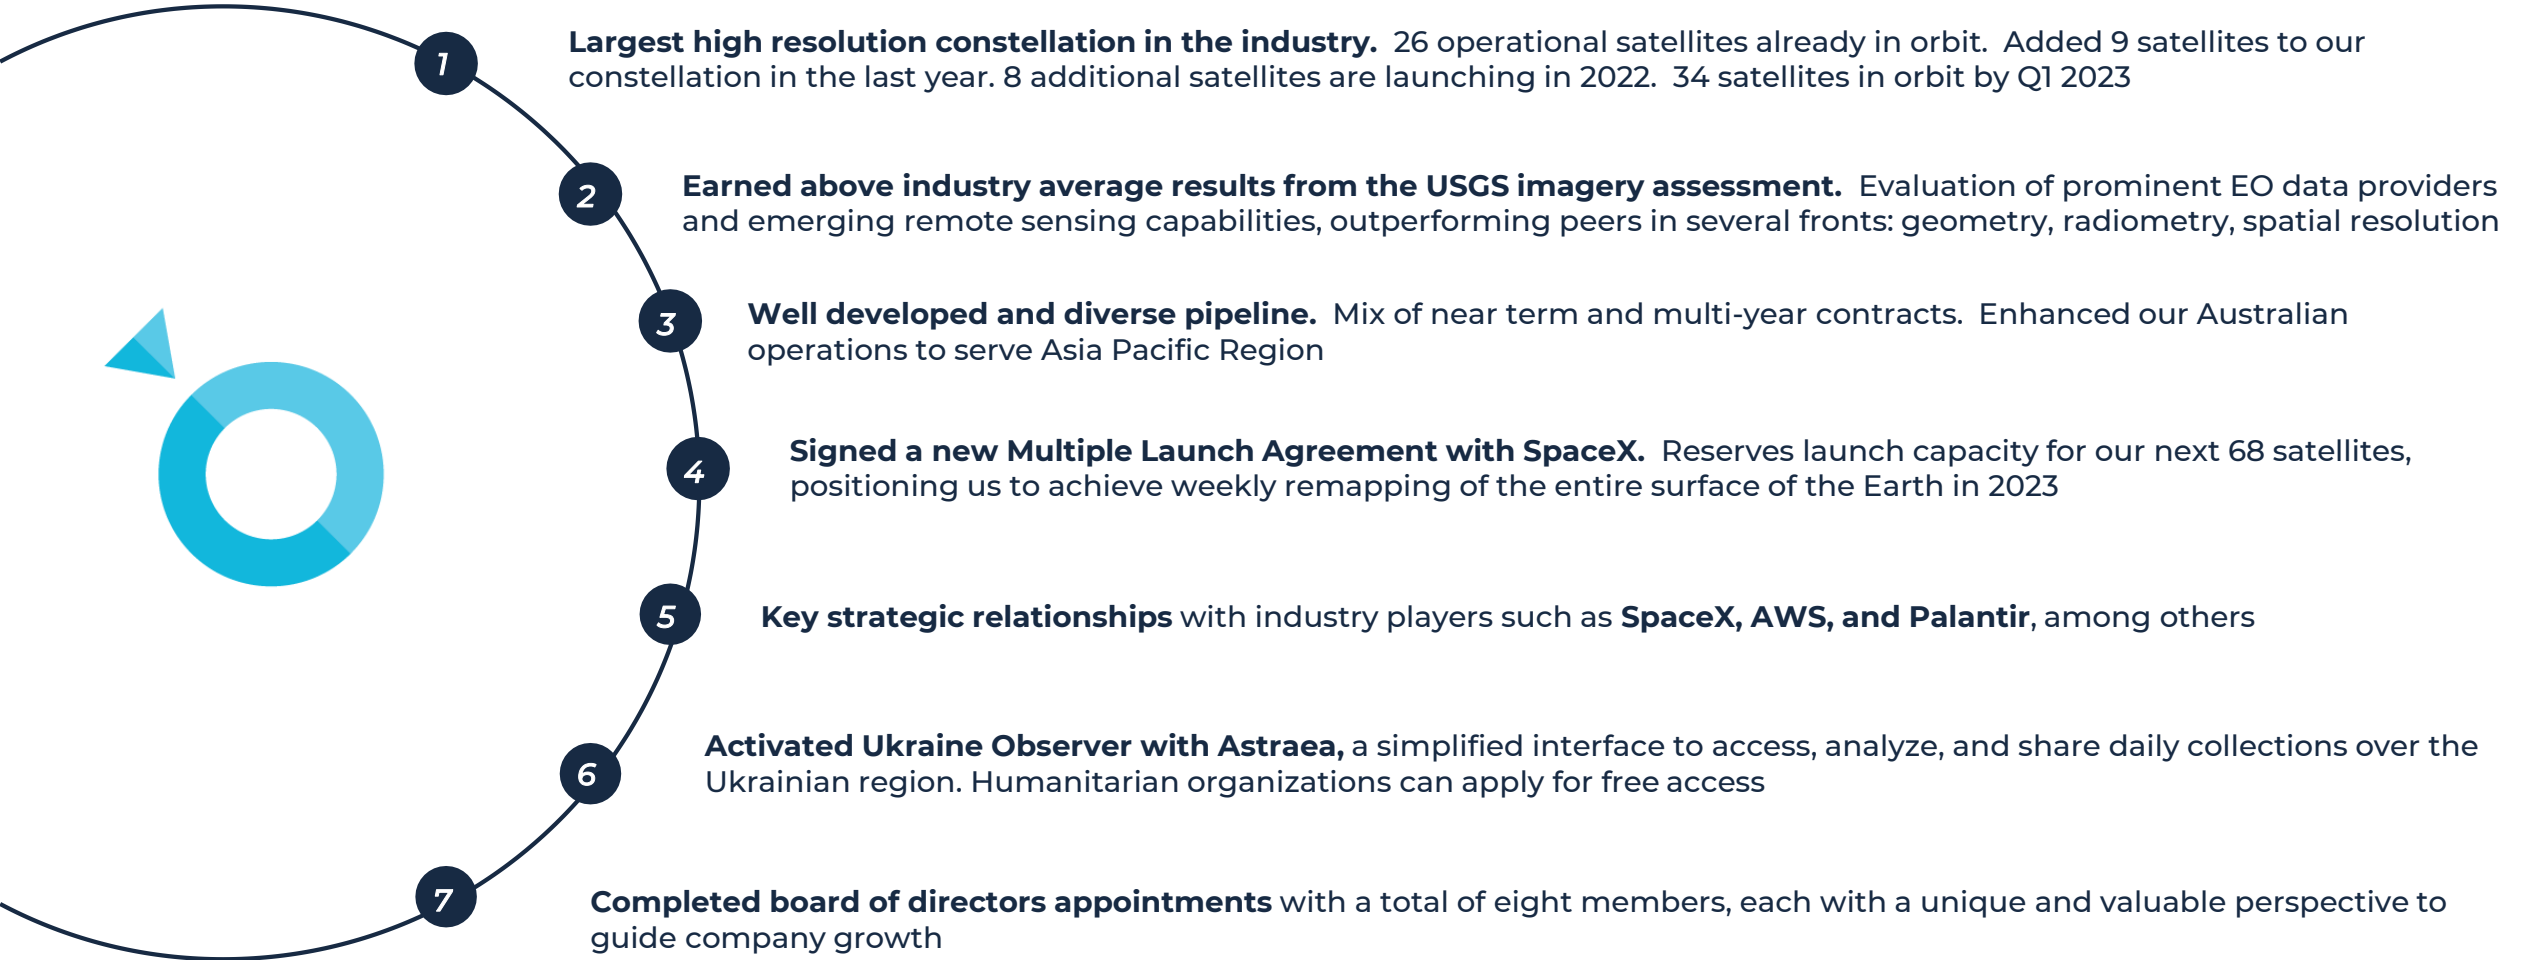 1
Largest high resolution constellation in the industry. 26 operational satellites already in orbit. Added 9 satellites to our
constellation in the last year. 8 additional satellites are launching in 2022. 34 satellites in orbit by Q1 2023
2
Earned above industry average results from the USGS imagery assessment. Evaluation of prominent EO data providers
and emerging remote sensing capabilities, outperforming peers in several fronts: geometry, radiometry, spatial resolution
3
Well developed and diverse pipeline. Mix of near term and multi-year contracts. Enhanced our Australian
operations to serve Asia Pacific Region
4
Signed a new Multiple Launch Agreement with SpaceX. Reserves launch capacity for our next 68 satellites,
positioning us to achieve weekly remapping of the entire surface of the Earth in 2023
5
Key strategic relationships with industry players such as SpaceX, AWS, and Palantir, among others
6
Activated Ukraine Observer with Astraea, a simplified interface to access, analyze, and share daily collections over the
Ukrainian region. Humanitarian organizations can apply for free access
7
Completed board of directors appointments with a total of eight members, each with a unique and valuable perspective to
guide company growth